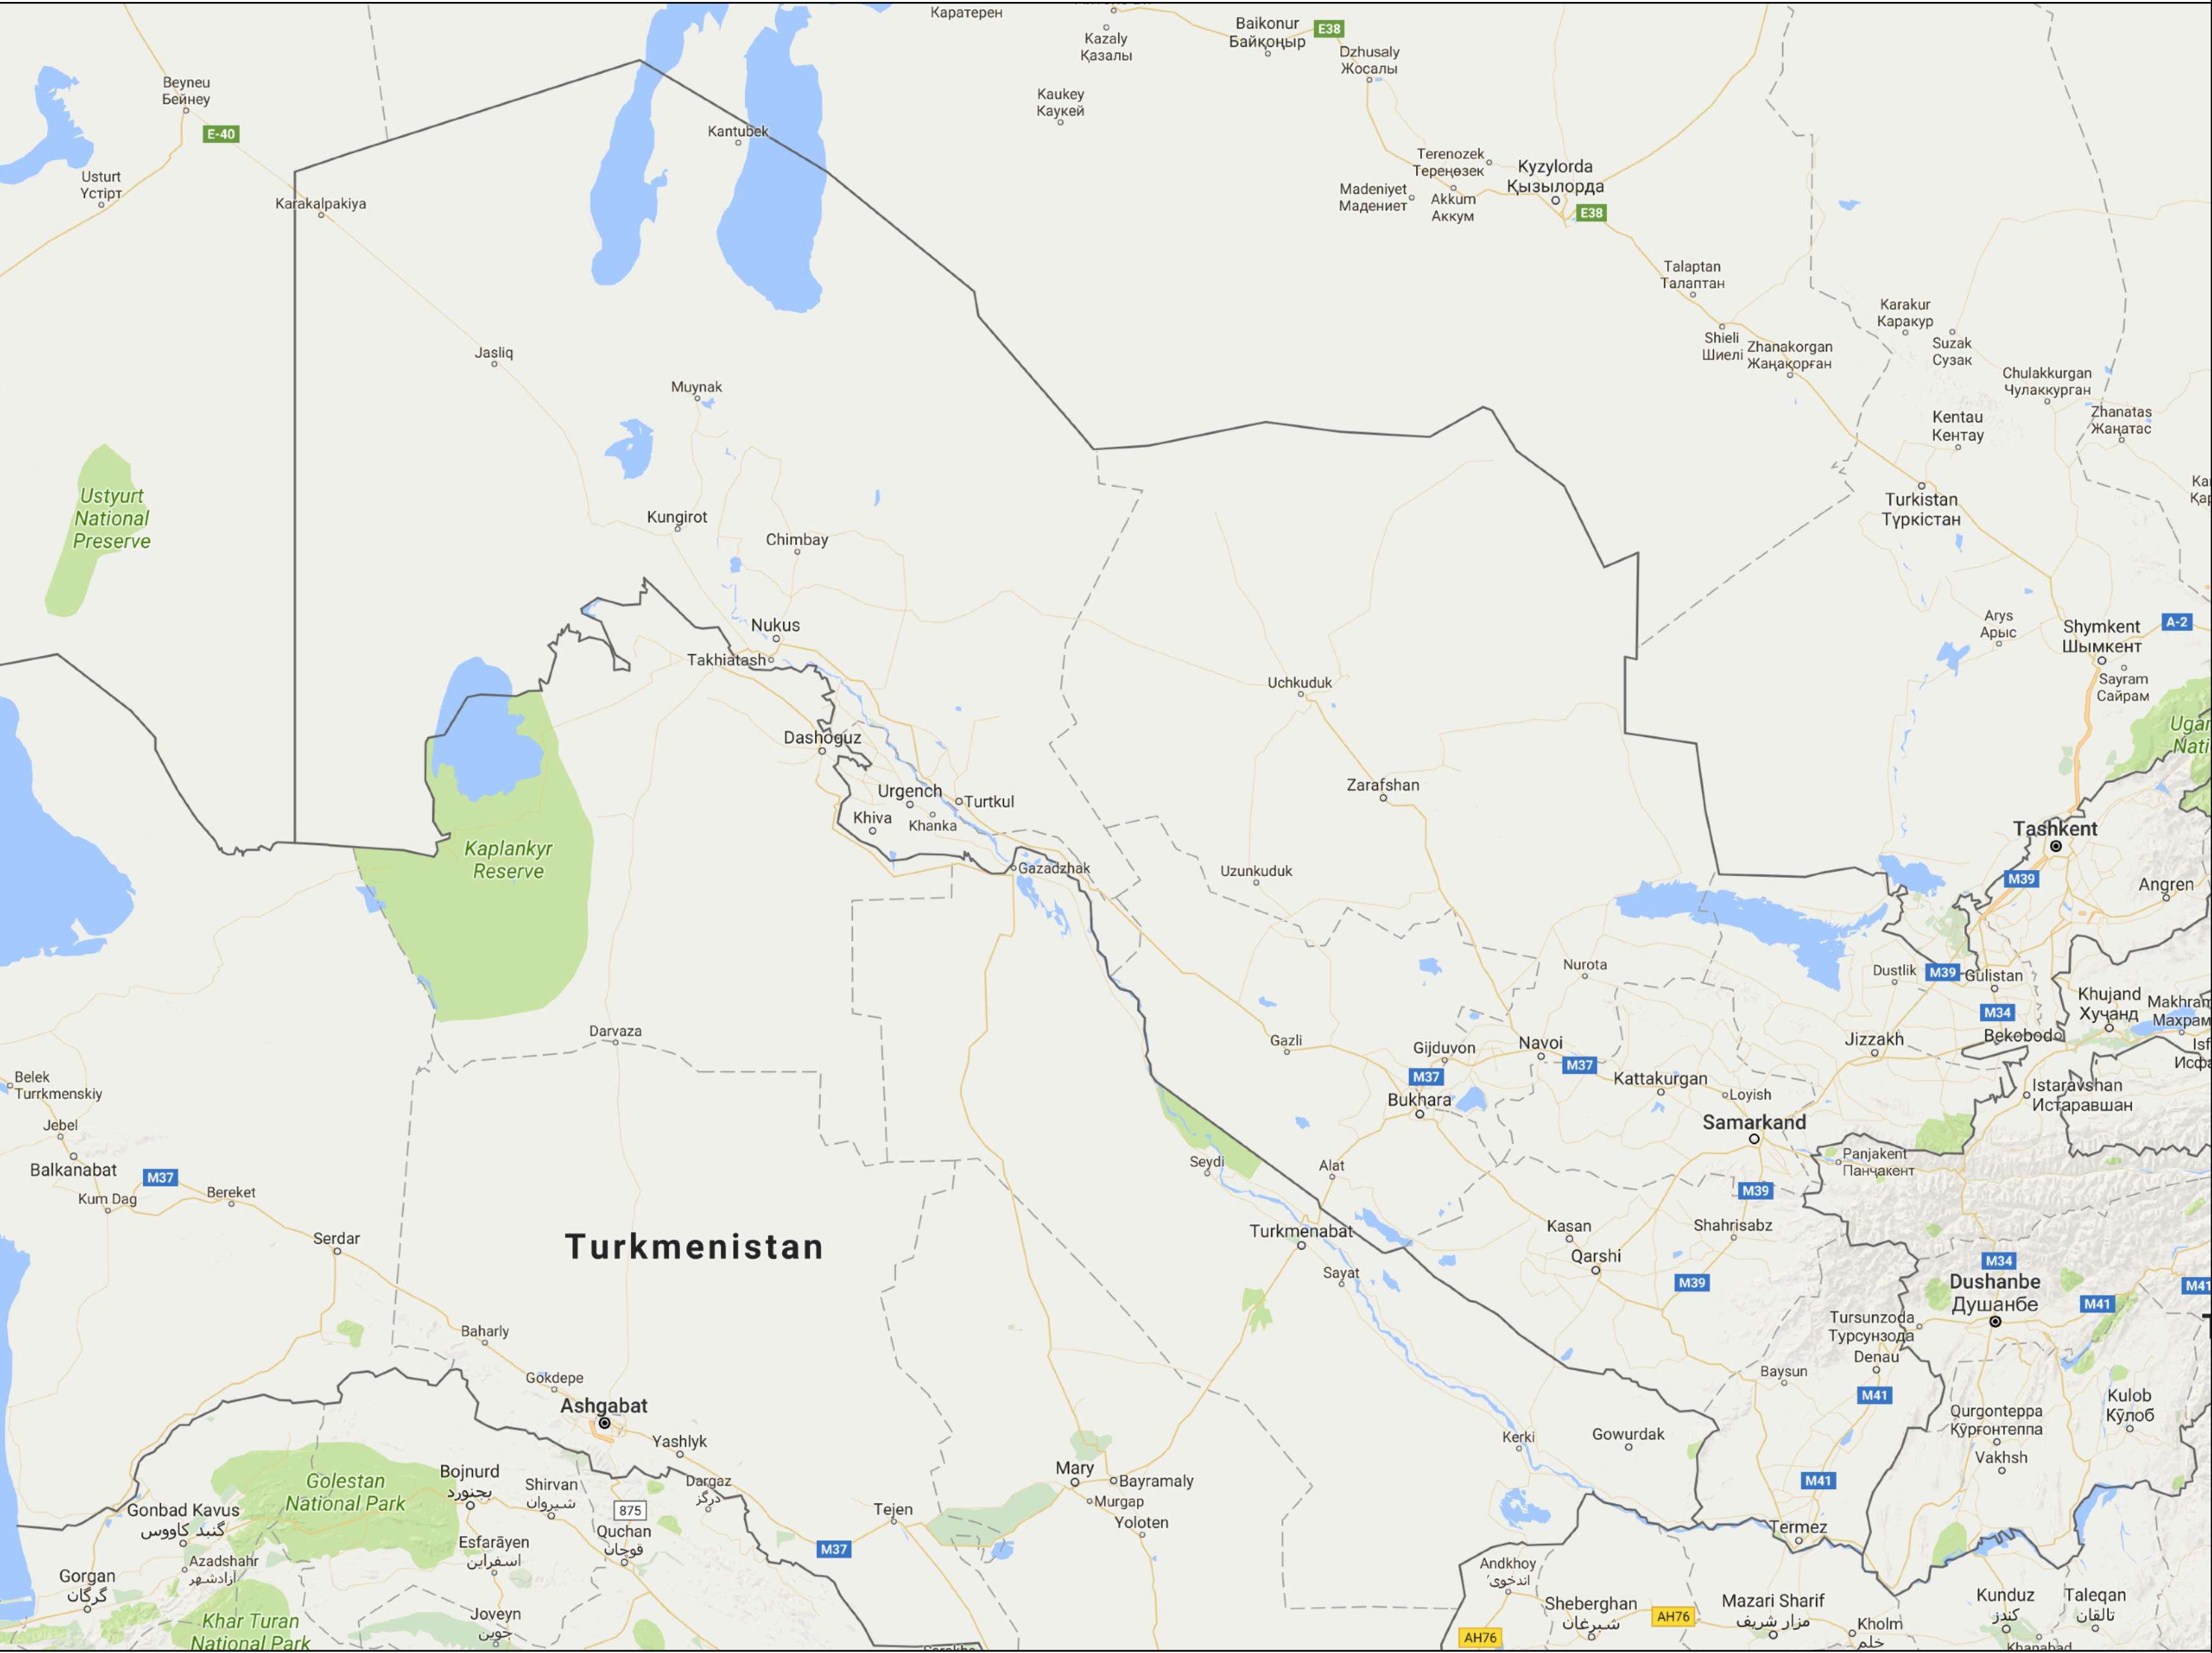 Каратерен
Baikonur
Байқоңыр
E38
Kazaly
Қазалы
Dzhusaly
Жосалы
Beyneu
Бейнеу
Kaukey
Каукей
E-40
Kantubek
Terenozek
Тереңөзек
Kyzylorda
Қызылорда
Usturt
Үстірт
Madeniyet
Мадениет
Akkum
Аккум
E38
Karakalpakiya
Talaptan
Талаптан
Karakur
Каракур
Shieli
Шиелі
Zhanakorgan
Жаңақорған
Suzak
Сузак
Jasliq
Chulakkurgan
Чулаккурган
Muynak
Zhanatas
Жаңатас
Kentau
Кентау
Ustyurt
National
Preserve
Turkistan
Түркістан
Kungirot
Chimbay
Arys
Арыс
Shymkent
Шымкент
A-2
Nukus
Takhiatash
Sayram
Сайрам
Uchkuduk
Dashoguz
Zarafshan
Urgench
Turtkul
Khiva
Khanka
Tashkent
Kaplankyr
Reserve
Gazadzhak
Uzunkuduk
M39
Angren
Nurota
Dustlik
M39
Gulistan
Khujand
Хуҷанд
M34
Darvaza
Gazli
Gijduvon
Navoi
Jizzakh
Bekobod
M37
M37
Belek
Turrkmenskiy
Kattakurgan
Loyish
Istaravshan
Истаравшан
Bukhara
Jebel
Samarkand
Balkanabat
M37
Seydi
Alat
Panjakent
Панҷакент
Kum Dag
Bereket
M39
Serdar
Turkmenistan
Turkmenabat
Kasan
Shahrisabz
Qarshi
Sayat
M39
M34
Dushanbe
Душанбе
M41
M41
Baharly
Tursunzoda
Турсунзода
Denau
Gökdepe
Baysun
Ashgabat
M41
Kulob
Кӯлоб
Qurgonteppa
Қӯрғонтеппа
Yashlyk
Kerki
Gowurdak
Vakhsh
Golestan
National Park
Bojnurd
بجنورد
Shirvan
شیروان
Dargaz
درگز
Mary
Bayramaly
M41
Murgap
Gonbad Kavus
گنبد کاووس
875
Tejen
Yoloten
Quchan
قوچان
Termez
Esfarāyen
اسفراین
M37
Azadshahr
آزادشهر
Andkhoy
اندخوی
Gorgan
گرگان
Khar Turan
National Park
Joveyn
جوین
Sheberghan
شبرغان
AH76
Mazari Sharif
مزار شریف
Kholm
خلم
Kunduz
کندز
Taleqan
تالقان
AH76